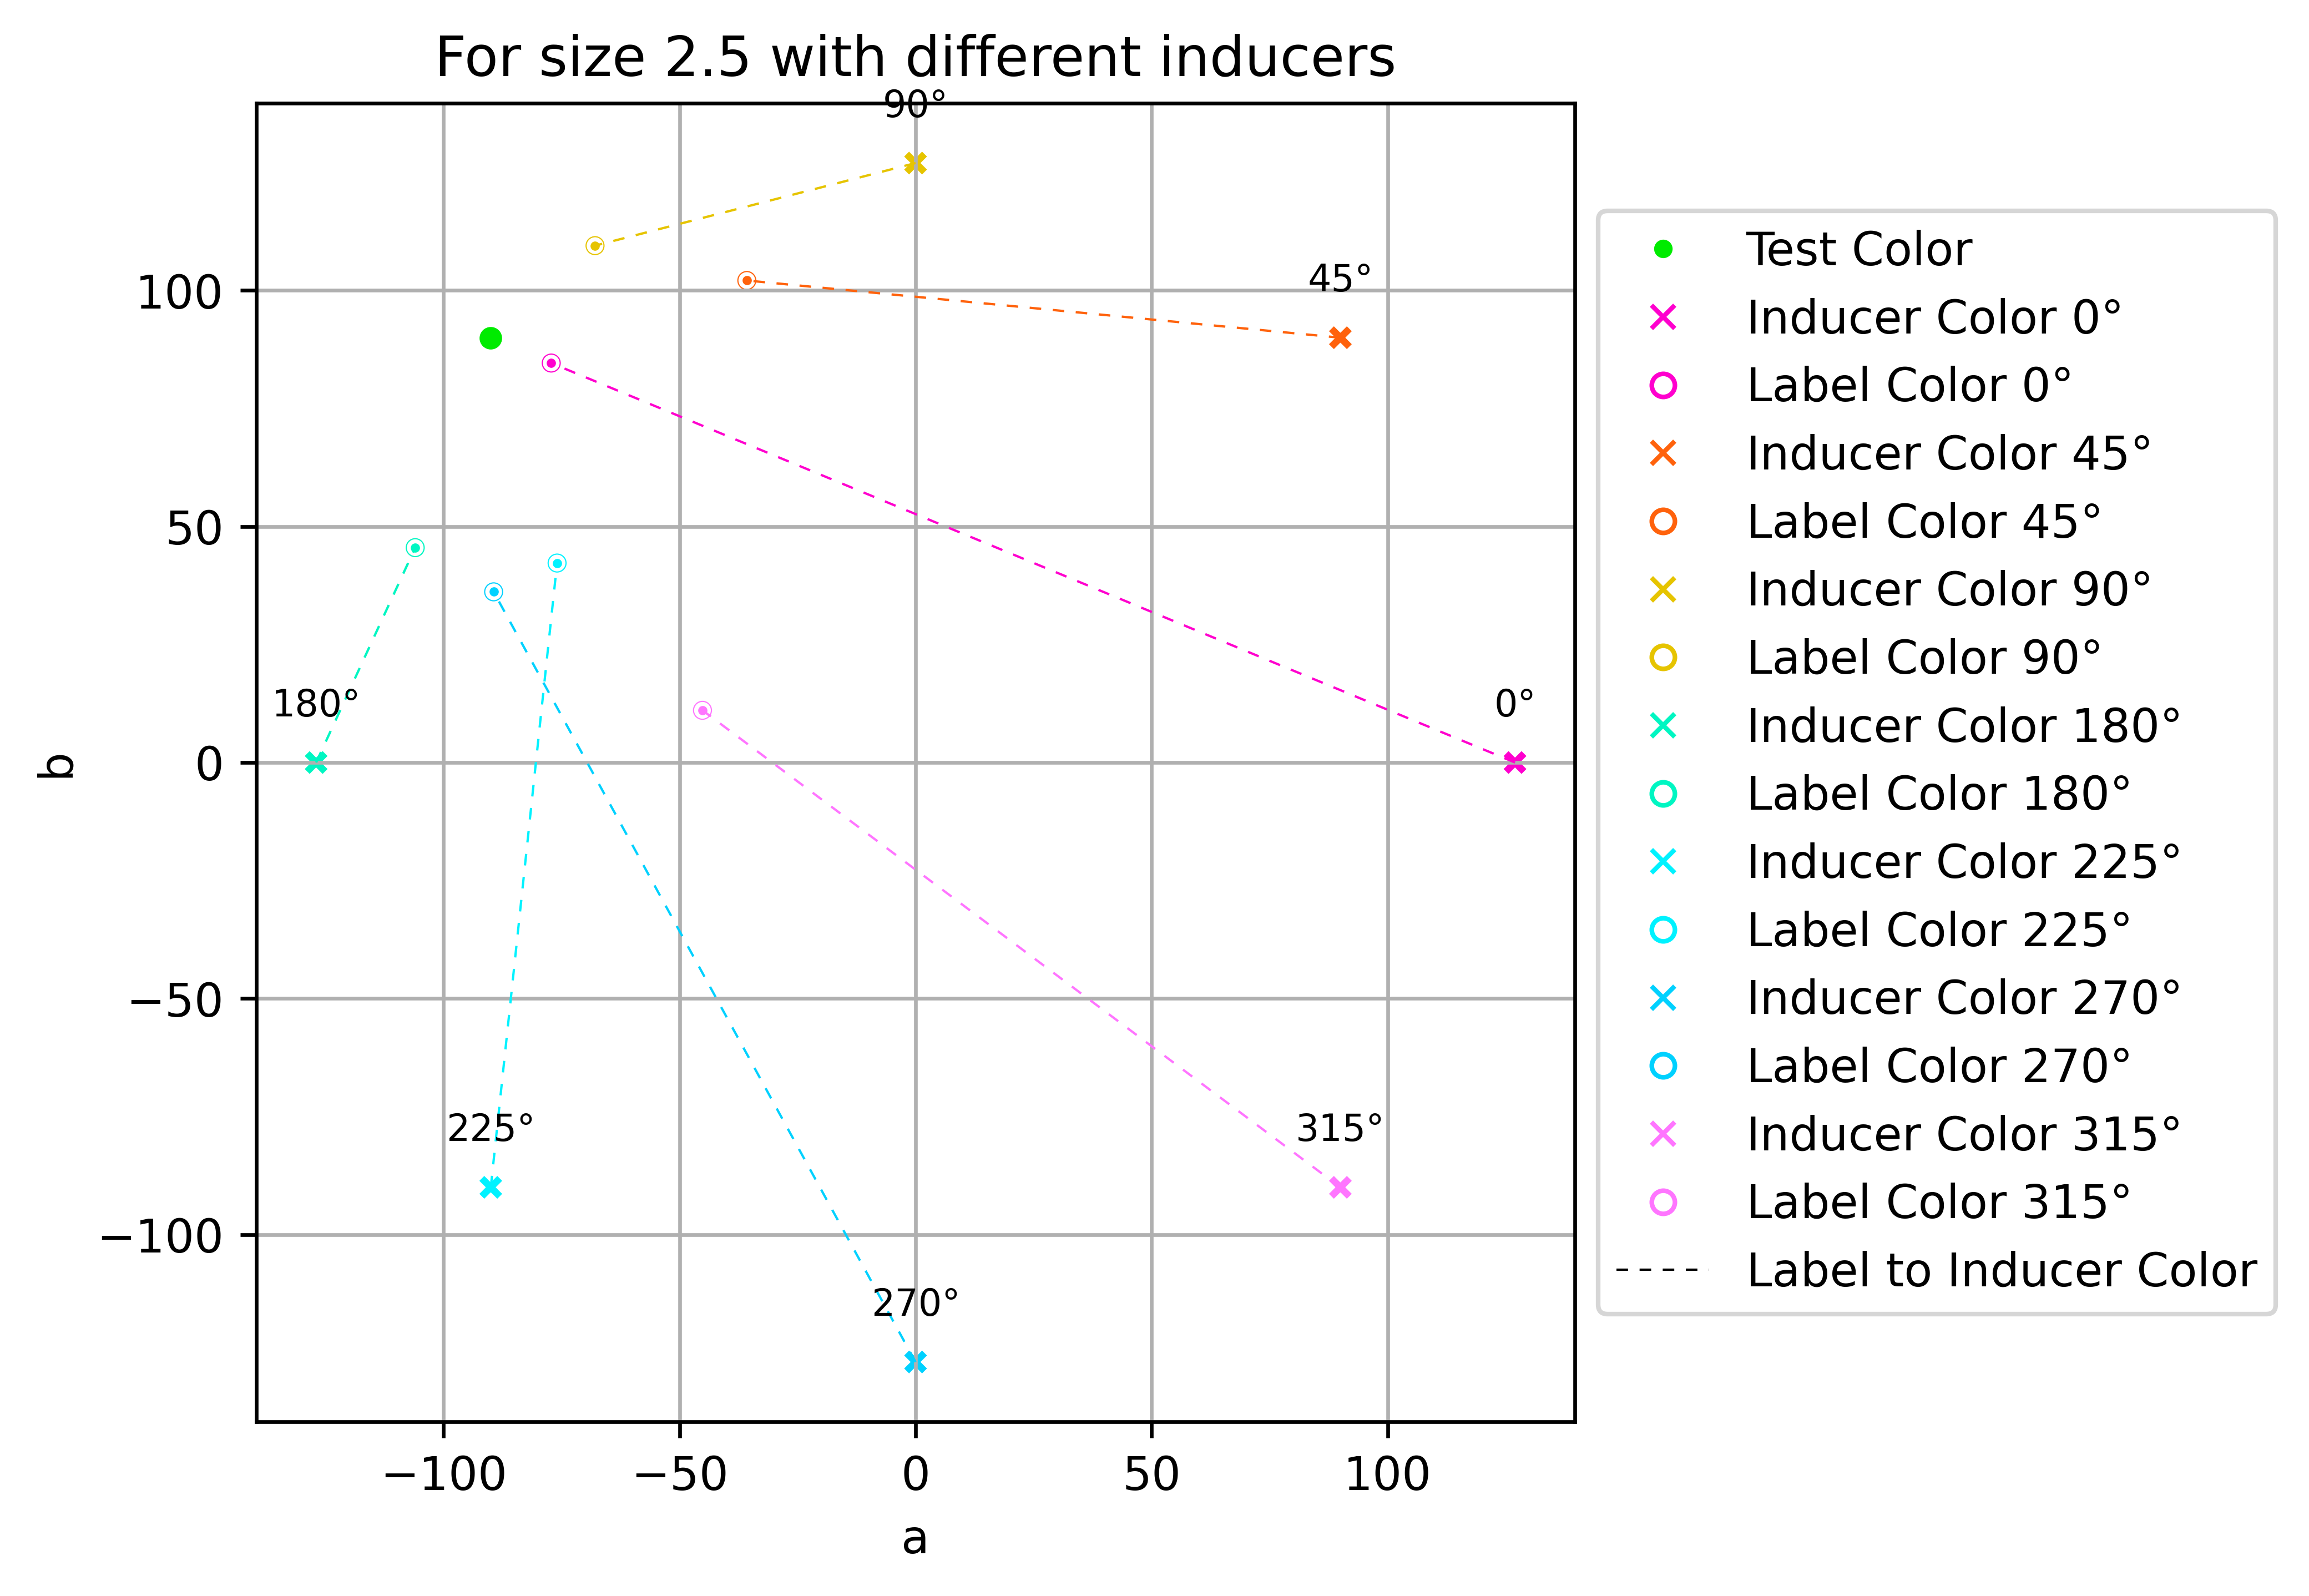 For size 2.5 with different inducers
90°
45°
180°
0°
225°
315°
270°
100
50
0
−50
−100
b
−100
−50
0
50
100
a
Test Color
Inducer Color 0°
Label Color 0°
Inducer Color 45°
Label Color 45°
Inducer Color 90°
Label Color 90°
Inducer Color 180°
Label Color 180°
Inducer Color 225°
Label Color 225°
Inducer Color 270°
Label Color 270°
Inducer Color 315°
Label Color 315°
Label to Inducer Color